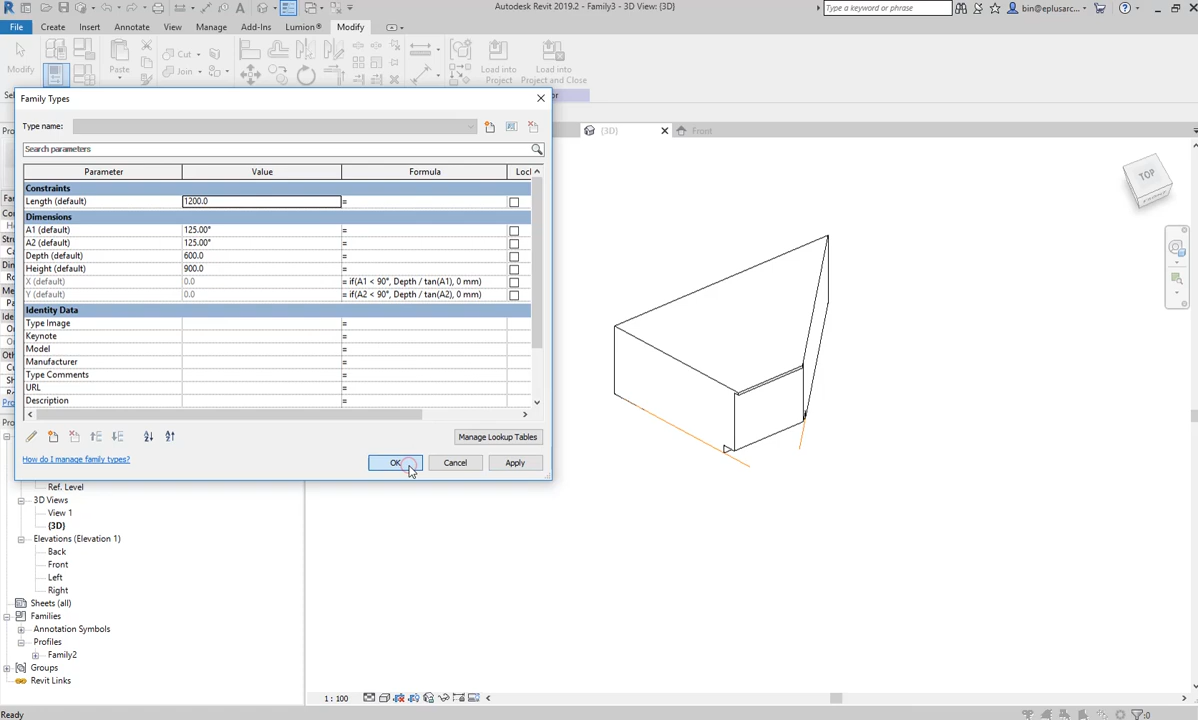 Autodesk Revit 2019.2 - Family3 - 3D View: {3D}
Type a keyword or phrase
bin@eplusarc...
File Create Insert Annotate View Manage Add-Ins Lumion® Modify
Modify
Paste
Cut
Join
Load into
Project
Load into
Project and Close
Family Types
Type name:
Search parameters
Parameter Value Formula Lock
Constraints
Length (default) 1200.0 =
Dimensions
A1 (default) 125.00° =
A2 (default) 125.00° =
Depth (default) 600.0 =
Height (default) 900.0 =
X (default) 0.0 = if(A1 < 90°, Depth / tan(A1), 0 mm)
Y (default) 0.0 = if(A2 < 90°, Depth / tan(A2), 0 mm)
Identity Data
Type Image =
Keynote =
Model =
Manufacturer =
Type Comments =
URL =
Description =
Manage Lookup Tables
How do I manage family types?
OK Cancel Apply
{3D} Front
TOP
Ref. Level
3D Views
View 1
{3D}
Elevations (Elevation 1)
Back
Front
Left
Right
Sheets (all)
Families
Annotation Symbols
Profiles
Family2
Groups
Revit Links
1 : 100
Ready
:0